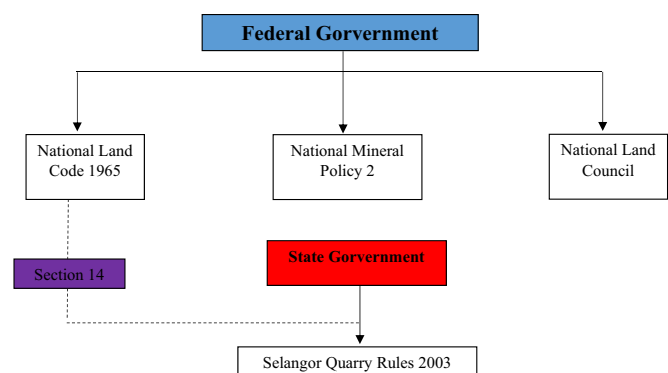 Federal Gorvernment
National Land
Code 1965
National Mineral
Policy 2
National Land
Council
Section 14
State Gorvernment
Selangor Quarry Rules 2003